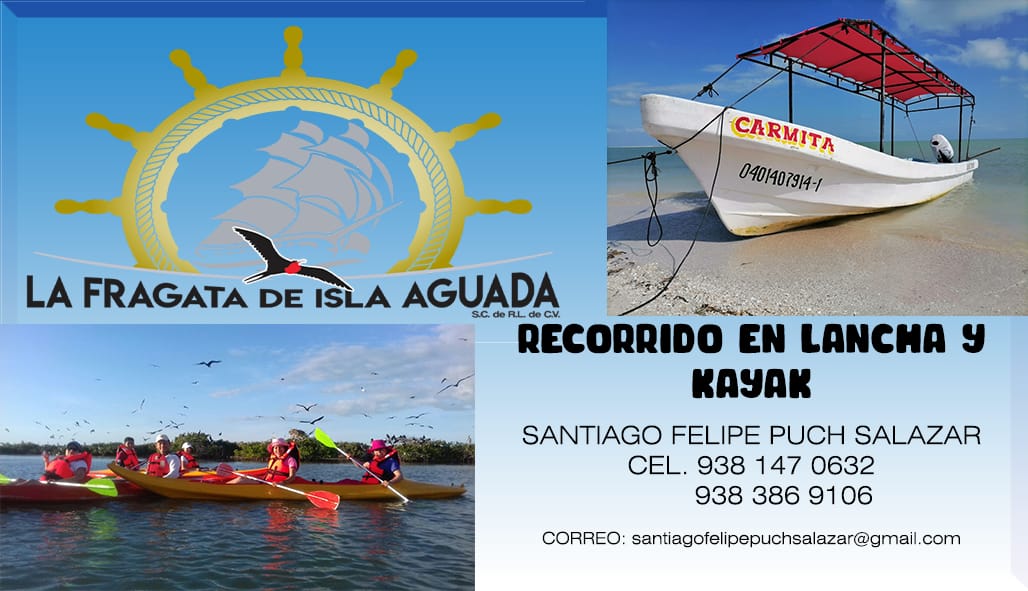 LA FRAGATA DE ISLA AGUADA
S.C. de R.L. de C.V.
CARMITA
0401407914-1
RECORRIDO EN LANCHA Y
KAYAK
SANTIAGO FELIPE PUCH SALAZAR
CEL. 938 147 0632
938 386 9106
CORREO: santiagofelipepuchsalazar@gmail.com